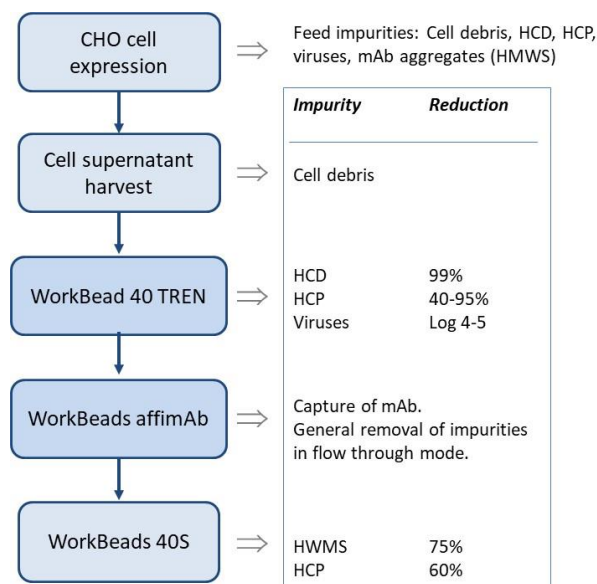 CHO cell
expression
Feed impurities: Cell debris, HCD, HCP,
viruses, mAb aggregates (HMWS)
Impurity Reduction
Cell supernatant
harvest
Cell debris
WorkBead 40 TREN
HCD 99%
HCP 40-95%
Viruses Log 4-5
WorkBeads affimAb
Capture of mAb.
General removal of impurities
in flow through mode.
WorkBeads 40S
HWMS 75%
HCP 60%